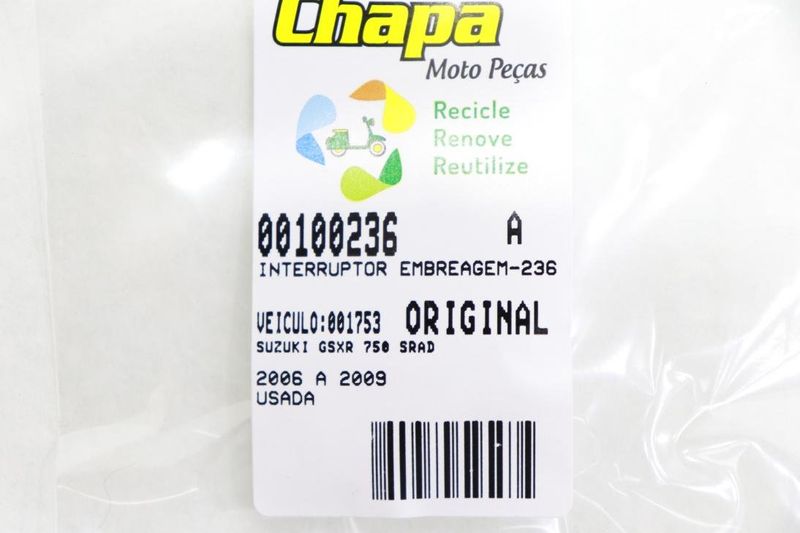 Chapa
Moto Peças
Recicle
Renove
Reutilize
00100236 A
INTERRUPTOR EMBREAGEM-236
VEICULO:001753 ORIGINAL
SUZUKI GSXR 750 SRAD
2006 A 2009
USADA